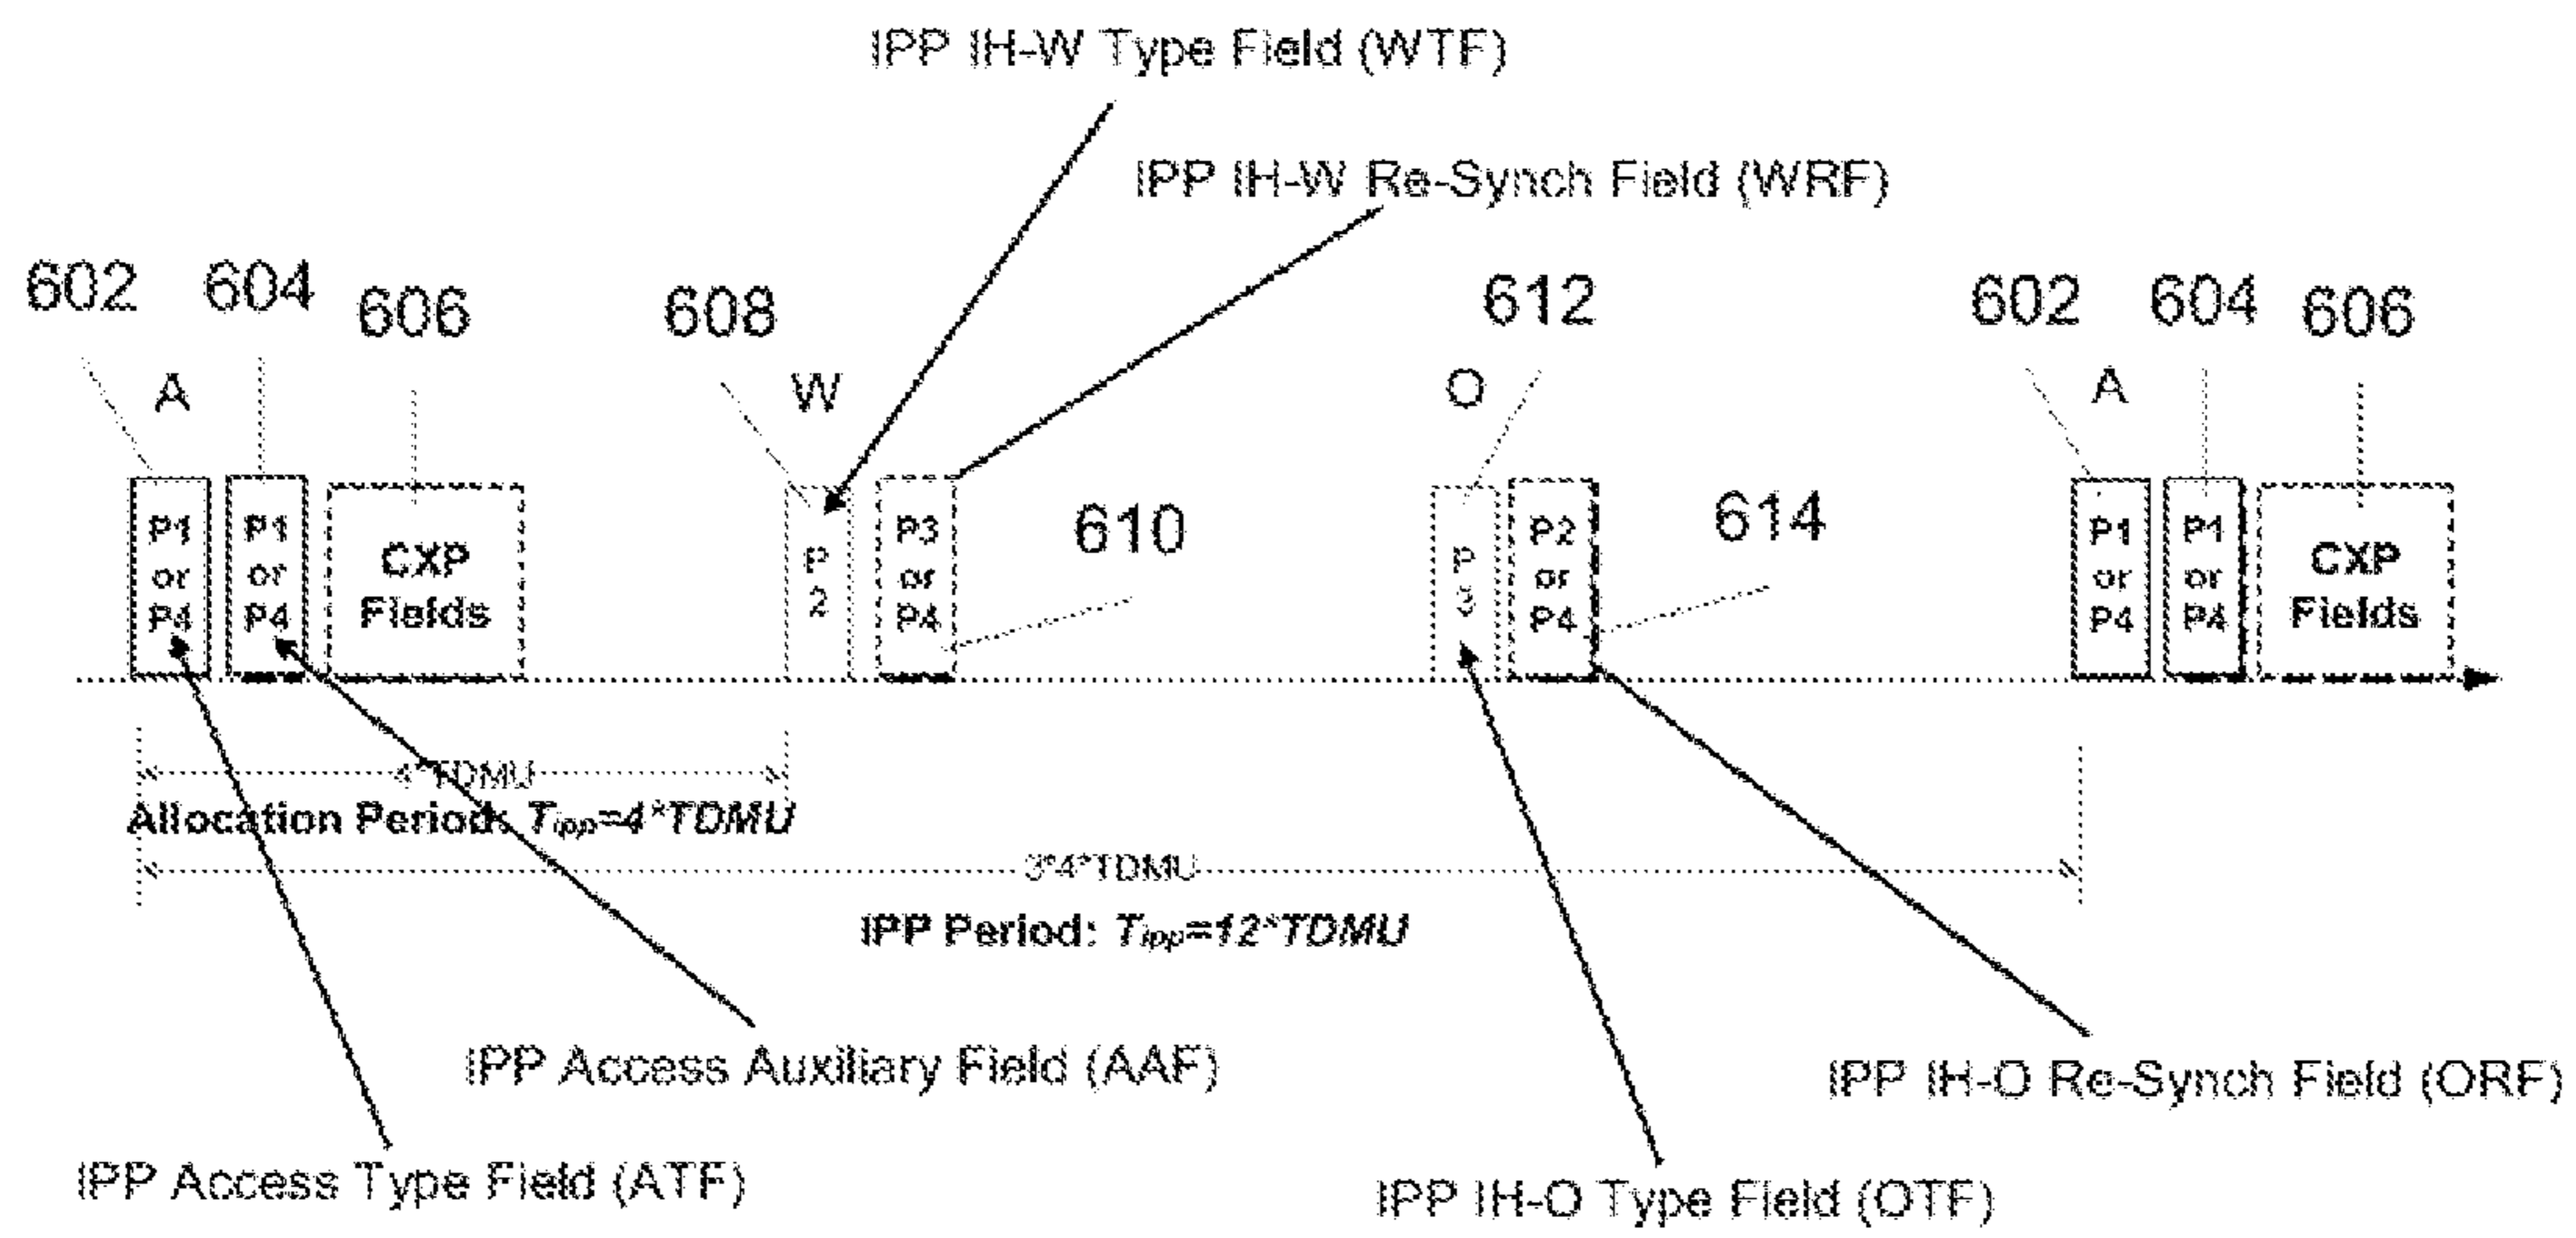 IPP IH-W Type Field (WTF)
IPP IH-W Re-Synch Field (WRF)
602 604 606 608 612 602 604 606
A W O A
P1 or P4
P1 or P4
CXP Fields
P2
P3 or P4
610
P3
P2 or P4
614
P1 or P4
P1 or P4
CXP Fields
4*TDMU
Allocation Period: Tipp=4*TDMU
3*4*TDMU
IPP Period: Tipp=12*TDMU
IPP Access Auxiliary Field (AAF)
IPP IH-O Re-Synch Field (ORF)
IPP Access Type Field (ATF)
IPP IH-O Type Field (OTF)